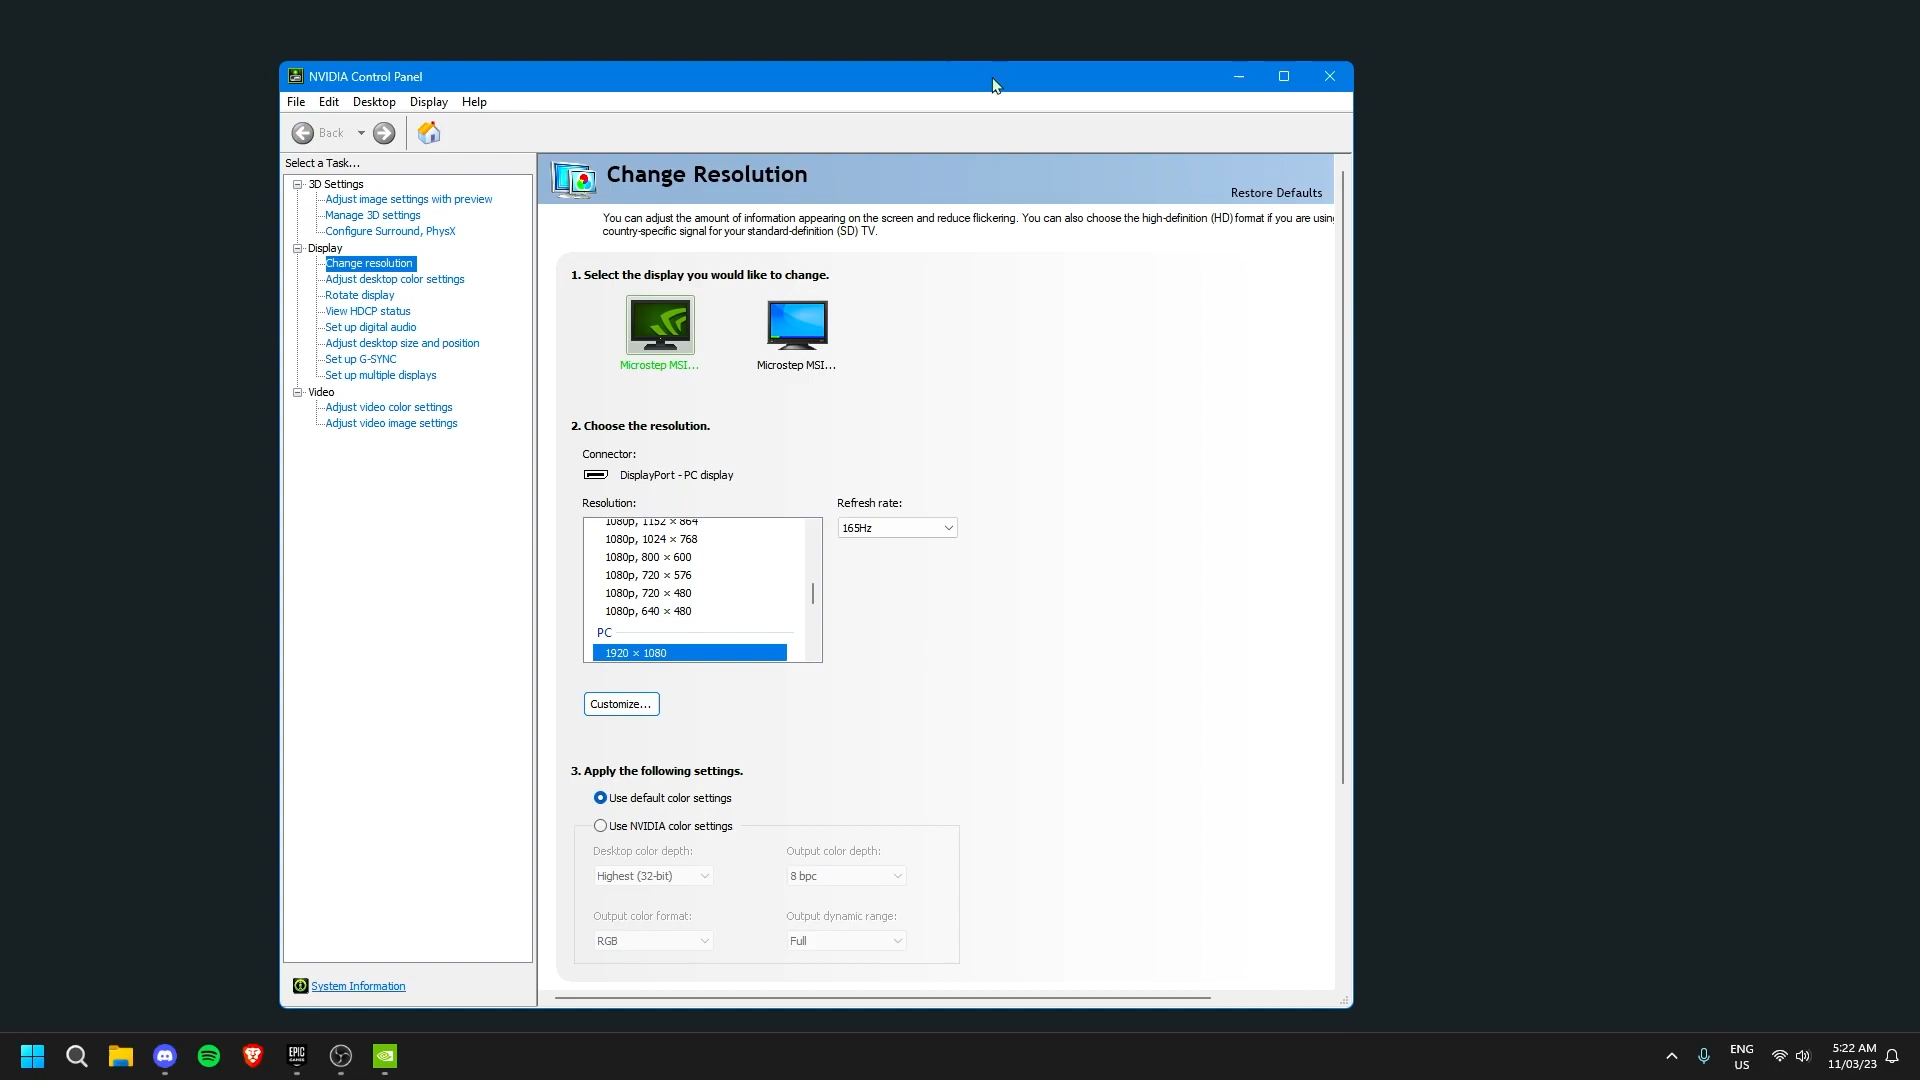 NVIDIA Control Panel
File Edit Desktop Display Help
Back
Select a Task...
3D Settings
Adjust image settings with preview
Manage 3D settings
Configure Surround, PhysX
Display
Change resolution
Adjust desktop color settings
Rotate display
View HDCP status
Set up digital audio
Adjust desktop size and position
Set up G-SYNC
Set up multiple displays
Video
Adjust video color settings
Adjust video image settings
System Information
Change Resolution
Restore Defaults
You can adjust the amount of information appearing on the screen and reduce flickering. You can also choose the high-definition (HD) format if you are using
country-specific signal for your standard-definition (SD) TV.
1. Select the display you would like to change.
Microstep MSI... Microstep MSI...
2. Choose the resolution.
Connector:
DisplayPort - PC display
Resolution: Refresh rate:
165Hz
1080p, 1152 × 864
1080p, 1024 × 768
1080p, 800 × 600
1080p, 720 × 576
1080p, 720 × 480
1080p, 640 × 480
PC
1920 × 1080
Customize...
3. Apply the following settings.
Use default color settings
Use NVIDIA color settings
Desktop color depth: Output color depth:
Highest (32-bit) 8 bpc
Output color format: Output dynamic range:
RGB Full
EPIC
GAMES
ENG
US
5:22 AM
11/03/23